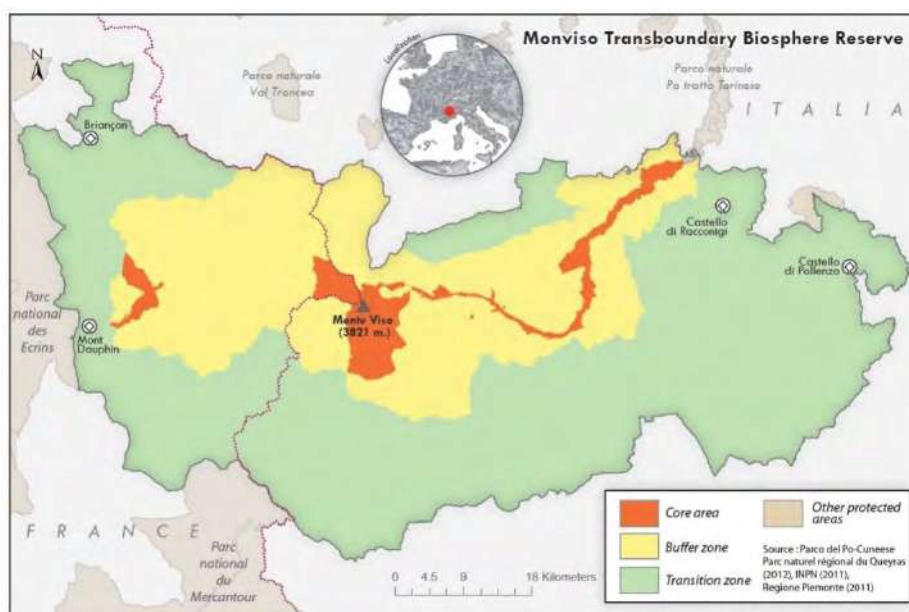 Monviso Transboundary Biosphere Reserve
N
Localisation
Parco naturale
Val Troncea
Parco naturale
Po tratto Torinese
I T A L I A
Briançon
Castello
di Racconigi
Castello
di Pollenzo
Parc
national
des
Ecrins
Mont
Dauphin
Monte Viso
(3821 m.)
F R A N C E
Parc
national
du
Mercantour
0 4.5 9 18 Kilometers
Core area
Buffer zone
Transition zone
Other protected
areas
Source : Parco del Po-Cuneese
Parc naturel régional du Queyras
(2012), INPN (2011),
Regione Piemonte (2011)